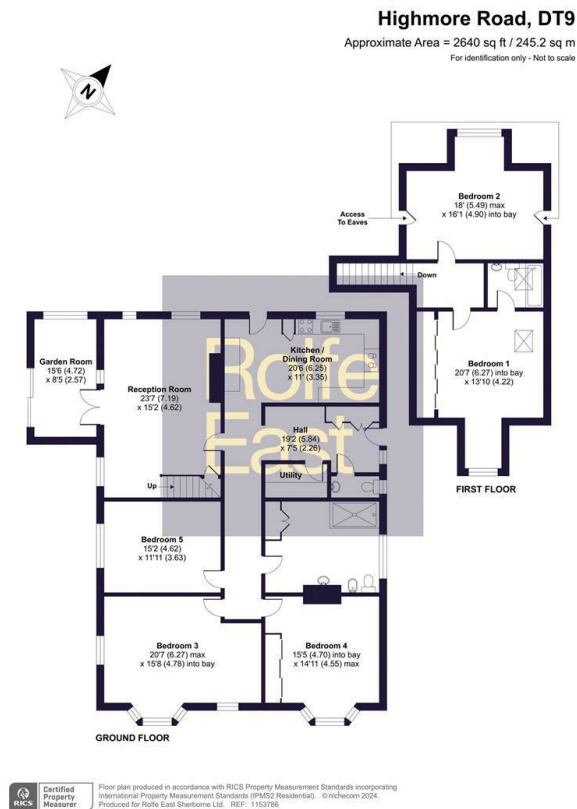 Highmore Road, DT9
Approximate Area = 2640 sq ft / 245.2 sq m
For identification only - Not to scale
N
Bedroom 2
18' (5.49) max
x 16'1 (4.90) into bay
Access
To Eaves
Down
Bedroom 1
20'7 (6.27) into bay
x 13'10 (4.22)
FIRST FLOOR
Garden Room
15'6 (4.72)
x 8'5 (2.57)
Reception Room
23'7 (7.19)
x 15'2 (4.62)
Kitchen /
Dining Room
20'6 (6.25)
x 11' (3.35)
Rolfe
East
Hall
19'2 (5.84)
x 7'5 (2.26)
Utility
Up
Bedroom 5
15'2 (4.62)
x 11'11 (3.63)
Bedroom 3
20'7 (6.27) max
x 15'8 (4.78) into bay
Bedroom 4
15'5 (4.70) into bay
x 14'11 (4.55) max
GROUND FLOOR
RICS
Certified
Property
Measurer
Floor plan produced in accordance with RICS Property Measurement Standards incorporating
International Property Measurement Standards (IPMS2 Residential). ©nichecom 2024.
Produced for Rolfe East Sherborne Ltd. REF: 1153786